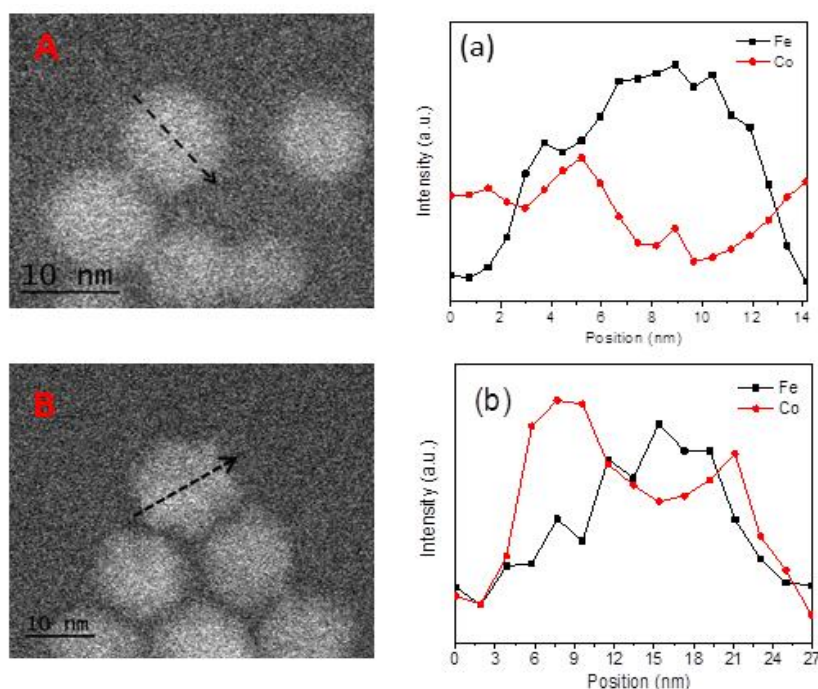 A
10 nm
(a)
Fe
Co
Intensity (a.u.)
0 2 4 6 8 10 12 14
Position (nm)
B
10 nm
(b)
Fe
Co
Intensity (a.u.)
0 3 6 9 12 15 18 21 24 27
Position (nm)